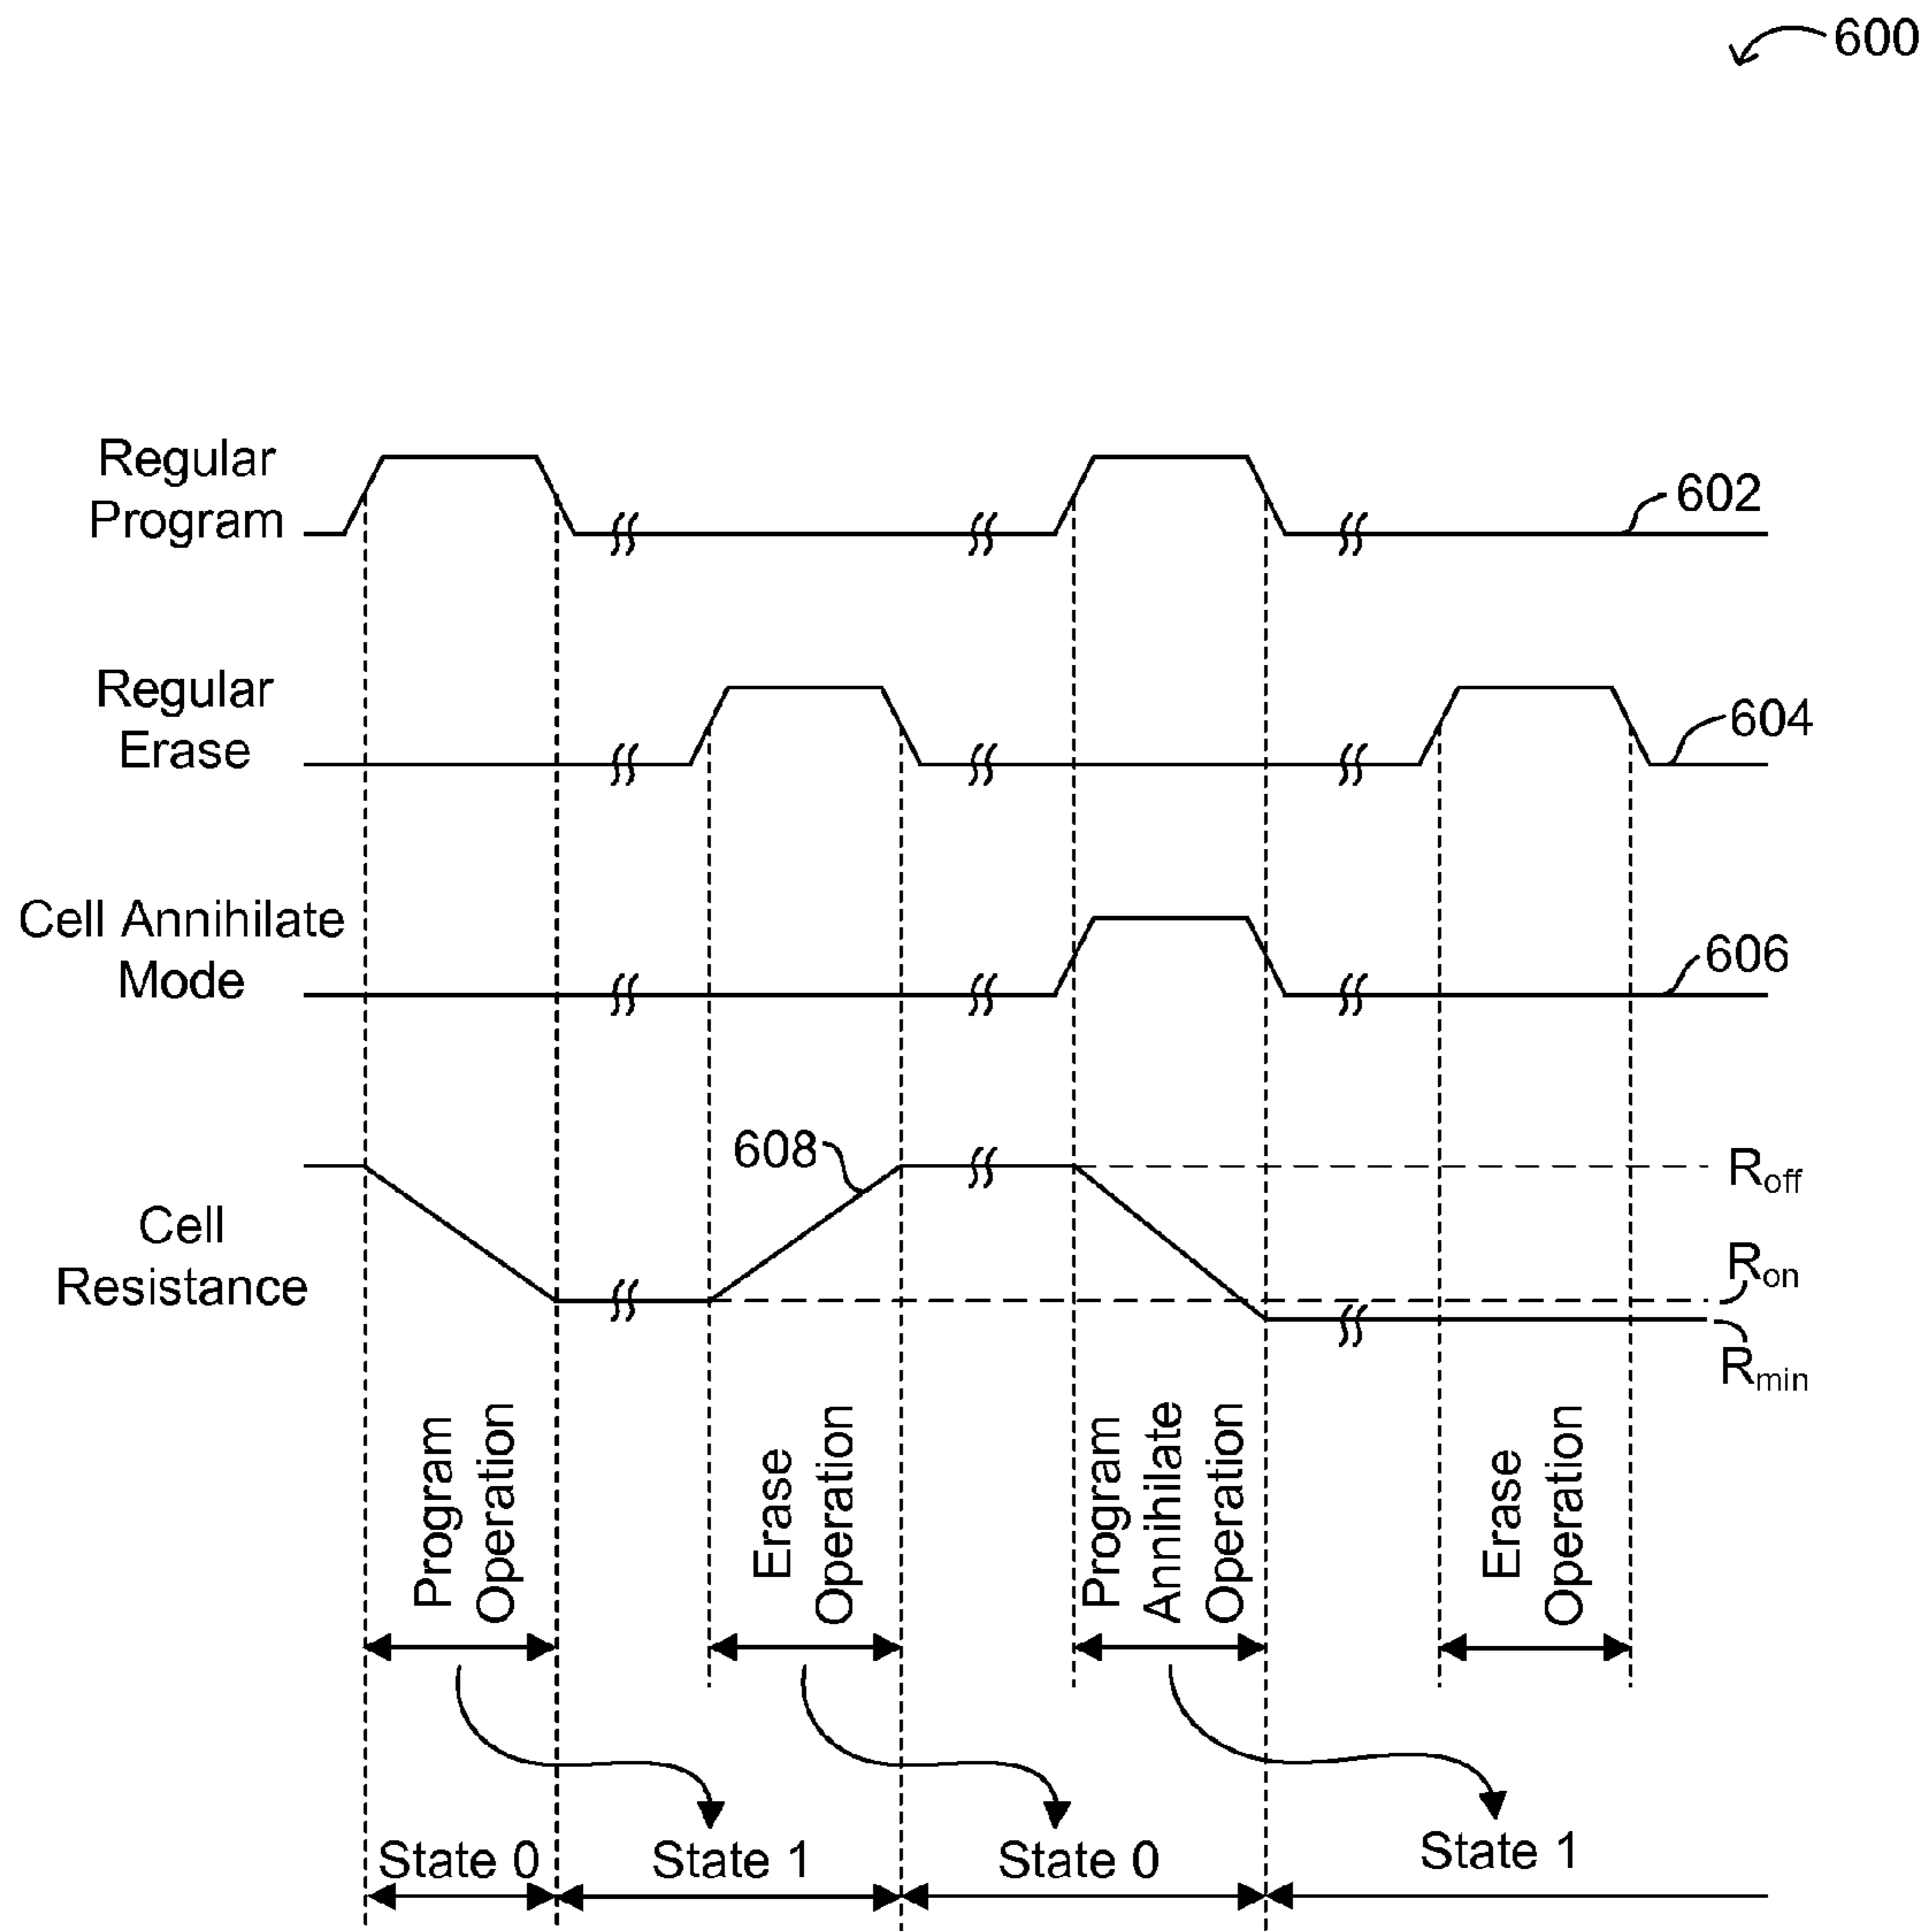 600
Regular
Program
602
Regular
Erase
604
Cell Annihilate
Mode
606
608
Roff
Cell
Resistance
Ron
Rmin
Program
Operation
Erase
Operation
Program
Annihilate
Operation
Erase
Operation
State 0
State 1
State 0
State 1